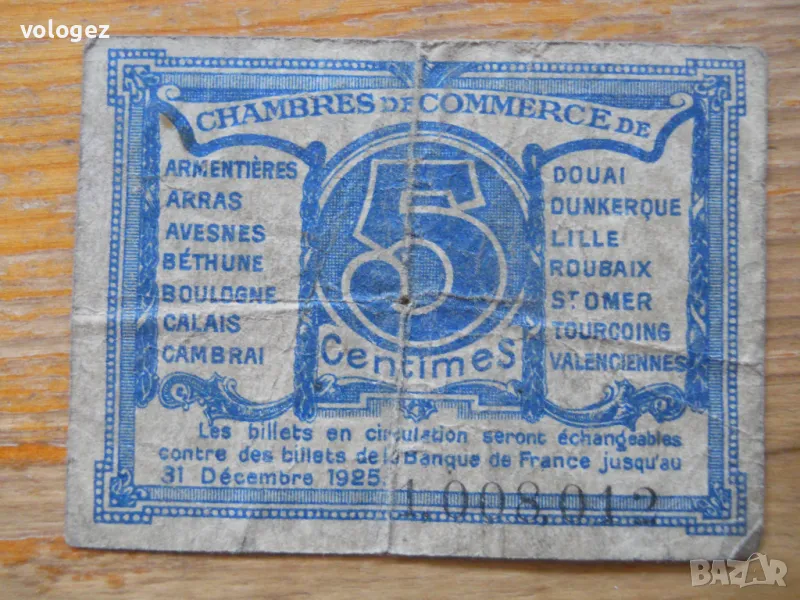 vologez
CHAMBRES DE COMMERCE DE
ARMENTIÈRES
ARRAS
AVESNES
BÉTHUNE
BOULOGNE
CALAIS
CAMBRAI
5
Centimes
DOUAI
DUNKERQUE
LILLE
ROUBAIX
ST OMER
TOURCOING
VALENCIENNES
Les billets en circulation seront échangeables
contre des billets de la Banque de France jusqu'au
31 Décembre 1925.
1,008,012
BAZAR